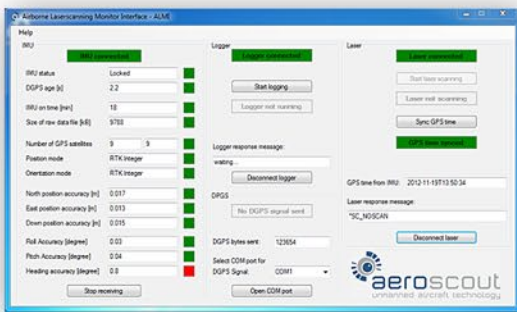 Airborne Laserscanning Monitor Interface - ALMI
Help
IMU
IMU connected
IMU status Locked
DGPS age [s] 2.2
IMU on time [min] 18
Size of raw data file [kB] 9788
Number of GPS satellites 9 9
Position mode RTK Integer
Orientation mode RTK Integer
North position accuracy [m] 0.017
East position accuracy [m] 0.013
Down position accuracy [m] 0.015
Roll Accuracy [degree] 0.03
Pitch Accuracy [degree] 0.04
Heading accuracy [degree] 0.8
Stop receiving
Logger
Logger connected
Start logging
Logger not running
Logger response message:
waiting...
Disconnect logger
DPGS
No DGPS signal sent
DGPS bytes sent: 123654
Select COM port for
DGPS Signal: COM1
Open COM port
Laser
Laser connected
Start laser scanning
Laser not scanning
Sync GPS time
GPS time synced
GPS time from IMU: 2012-11-19T13:50:34
Laser response message:
"SC_NOSCAN
Disconnect laser
aeroscout
unmanned aircraft technology